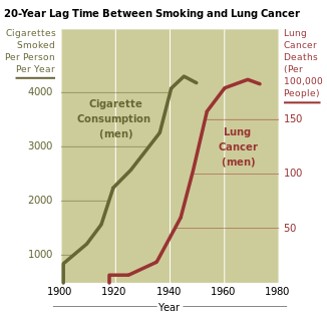 20-Year Lag Time Between Smoking and Lung Cancer
Cigarettes
Smoked
Per Person
Per Year
Lung
Cancer
Deaths
(Per
100,000
People)
4000
3000
2000
1000
Cigarette
Consumption
(men)
Lung
Cancer
(men)
150
100
50
1900 1920 1940 1960 1980
Year